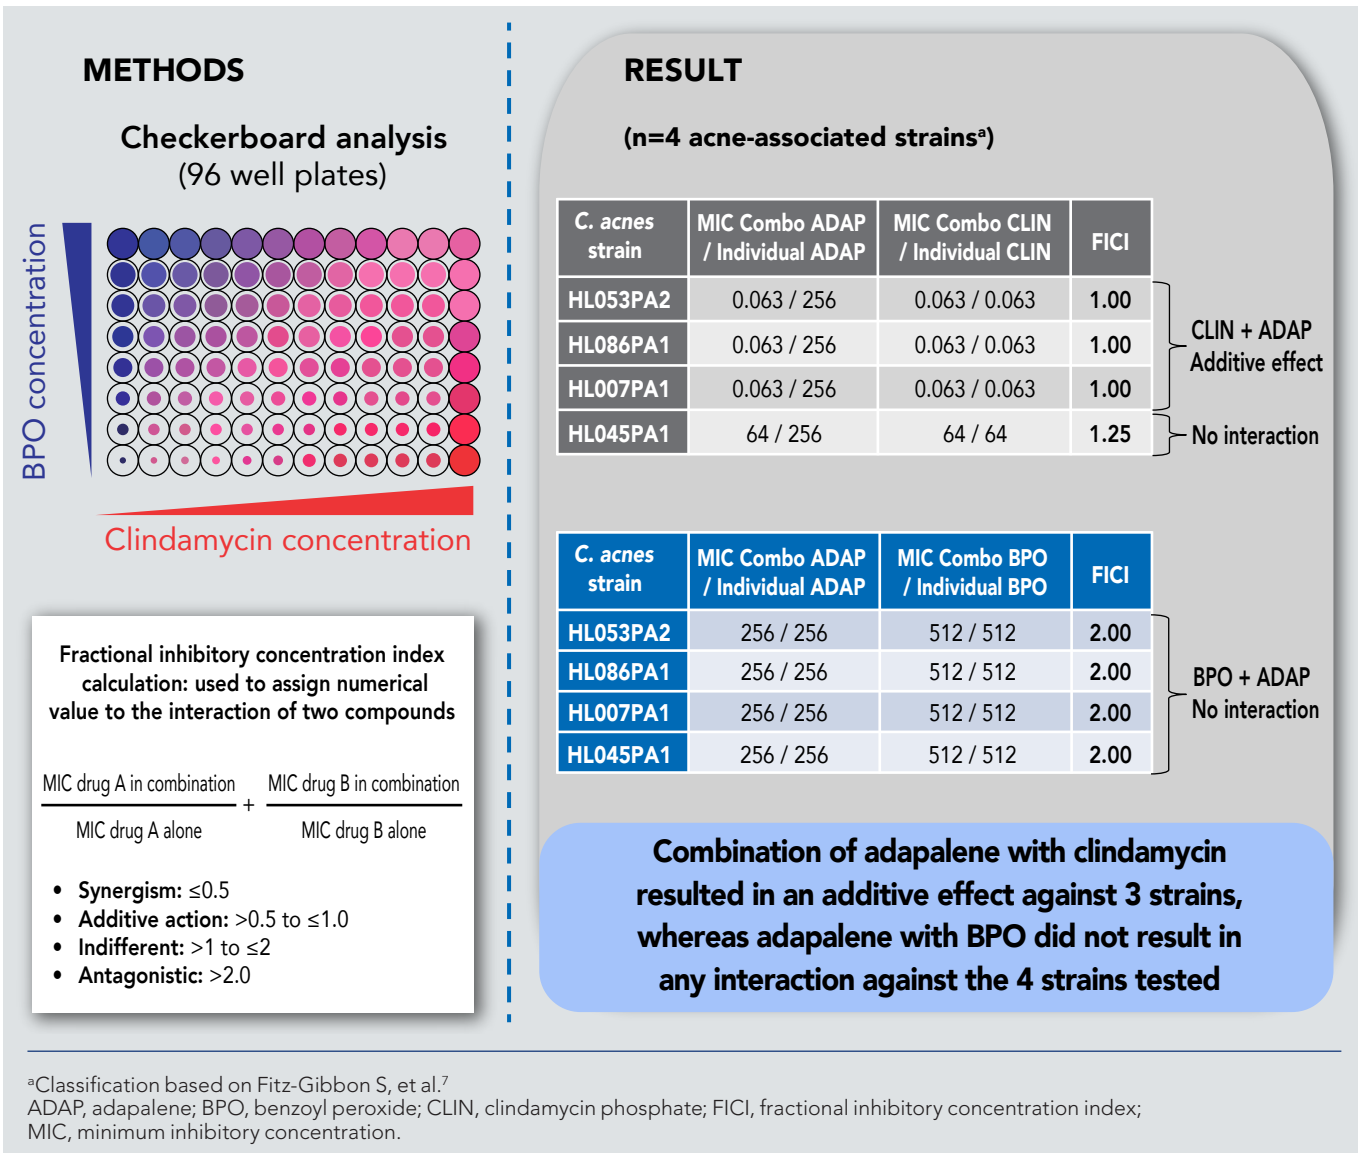 METHODS
Checkerboard analysis
(96 well plates)
BPO concentration
Clindamycin concentration
Fractional inhibitory concentration index
calculation: used to assign numerical
value to the interaction of two compounds
MIC drug A in combination + MIC drug B in combination
MIC drug A alone MIC drug B alone
• Synergism: ≤0.5
• Additive action: >0.5 to ≤1.0
• Indifferent: >1 to ≤2
• Antagonistic: >2.0
RESULT
(n=4 acne-associated strainsᵃ)
C. acnes MIC Combo ADAP MIC Combo CLIN FICI
strain / Individual ADAP / Individual CLIN
HL053PA2 0.063 / 256 0.063 / 0.063 1.00
HL086PA1 0.063 / 256 0.063 / 0.063 1.00
HL007PA1 0.063 / 256 0.063 / 0.063 1.00
HL045PA1 64 / 256 64 / 64 1.25
CLIN + ADAP
Additive effect
No interaction
C. acnes MIC Combo ADAP MIC Combo BPO FICI
strain / Individual ADAP / Individual BPO
HL053PA2 256 / 256 512 / 512 2.00
HL086PA1 256 / 256 512 / 512 2.00
HL007PA1 256 / 256 512 / 512 2.00
HL045PA1 256 / 256 512 / 512 2.00
BPO + ADAP
No interaction
Combination of adapalene with clindamycin
resulted in an additive effect against 3 strains,
whereas adapalene with BPO did not result in
any interaction against the 4 strains tested
ᵃClassification based on Fitz-Gibbon S, et al.⁷
ADAP, adapalene; BPO, benzoyl peroxide; CLIN, clindamycin phosphate; FICI, fractional inhibitory concentration index;
MIC, minimum inhibitory concentration.